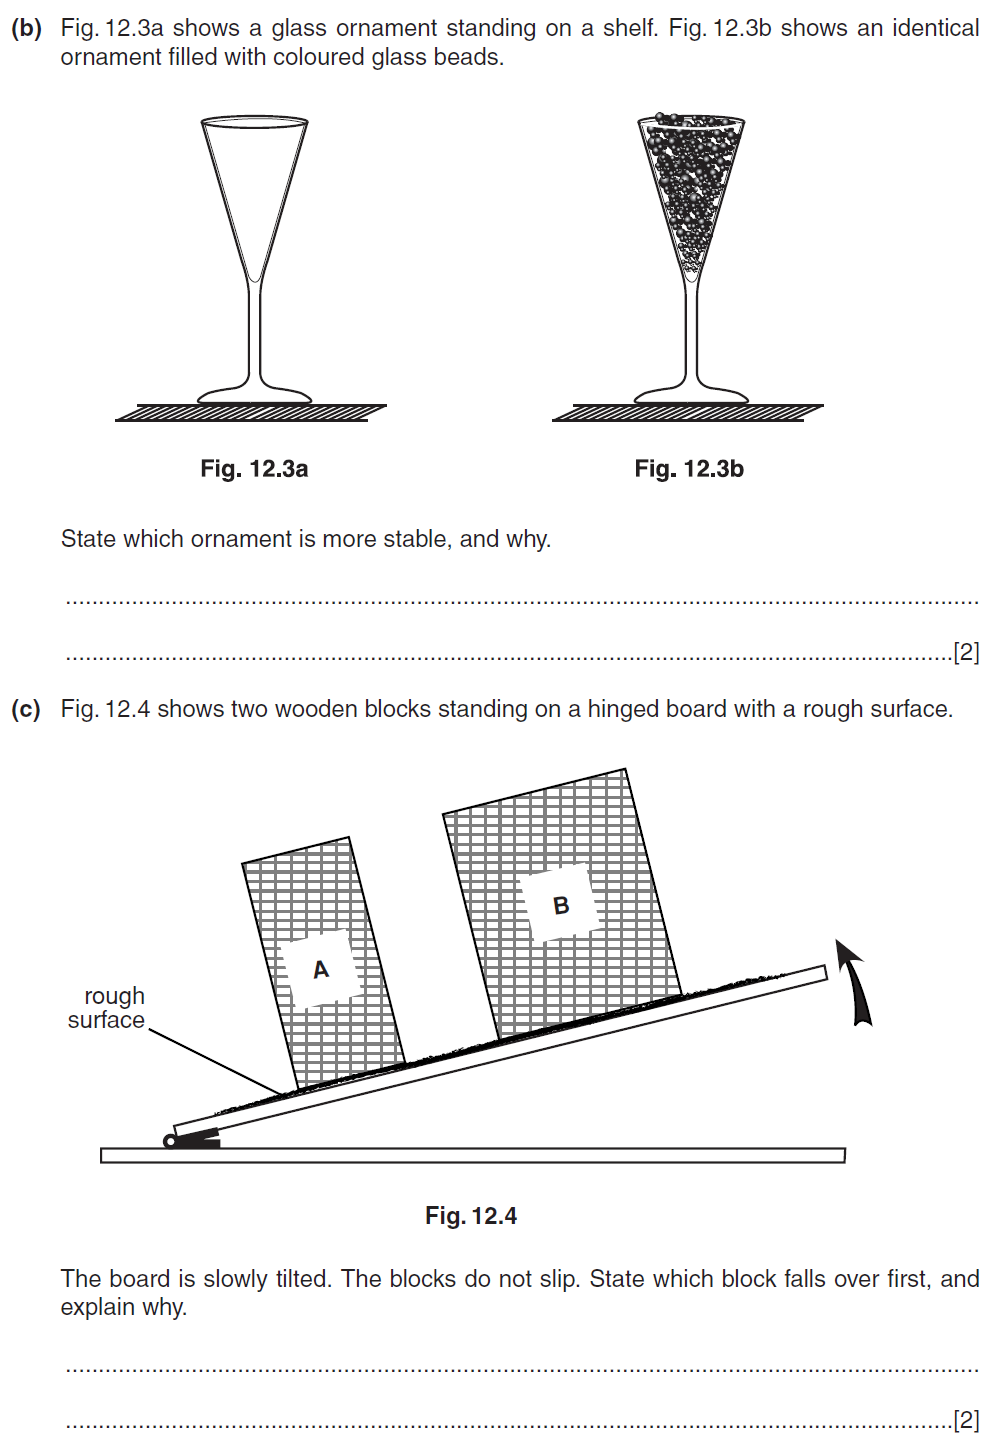 (b) Fig. 12.3a shows a glass ornament standing on a shelf. Fig. 12.3b shows an identical
ornament filled with coloured glass beads.
Fig. 12.3a
Fig. 12.3b
State which ornament is more stable, and why.
..........................................................................................................................................
......................................................................................................................................[2]
(c) Fig. 12.4 shows two wooden blocks standing on a hinged board with a rough surface.
B
A
rough
surface
Fig. 12.4
The board is slowly tilted. The blocks do not slip. State which block falls over first, and
explain why.
..........................................................................................................................................
......................................................................................................................................[2]